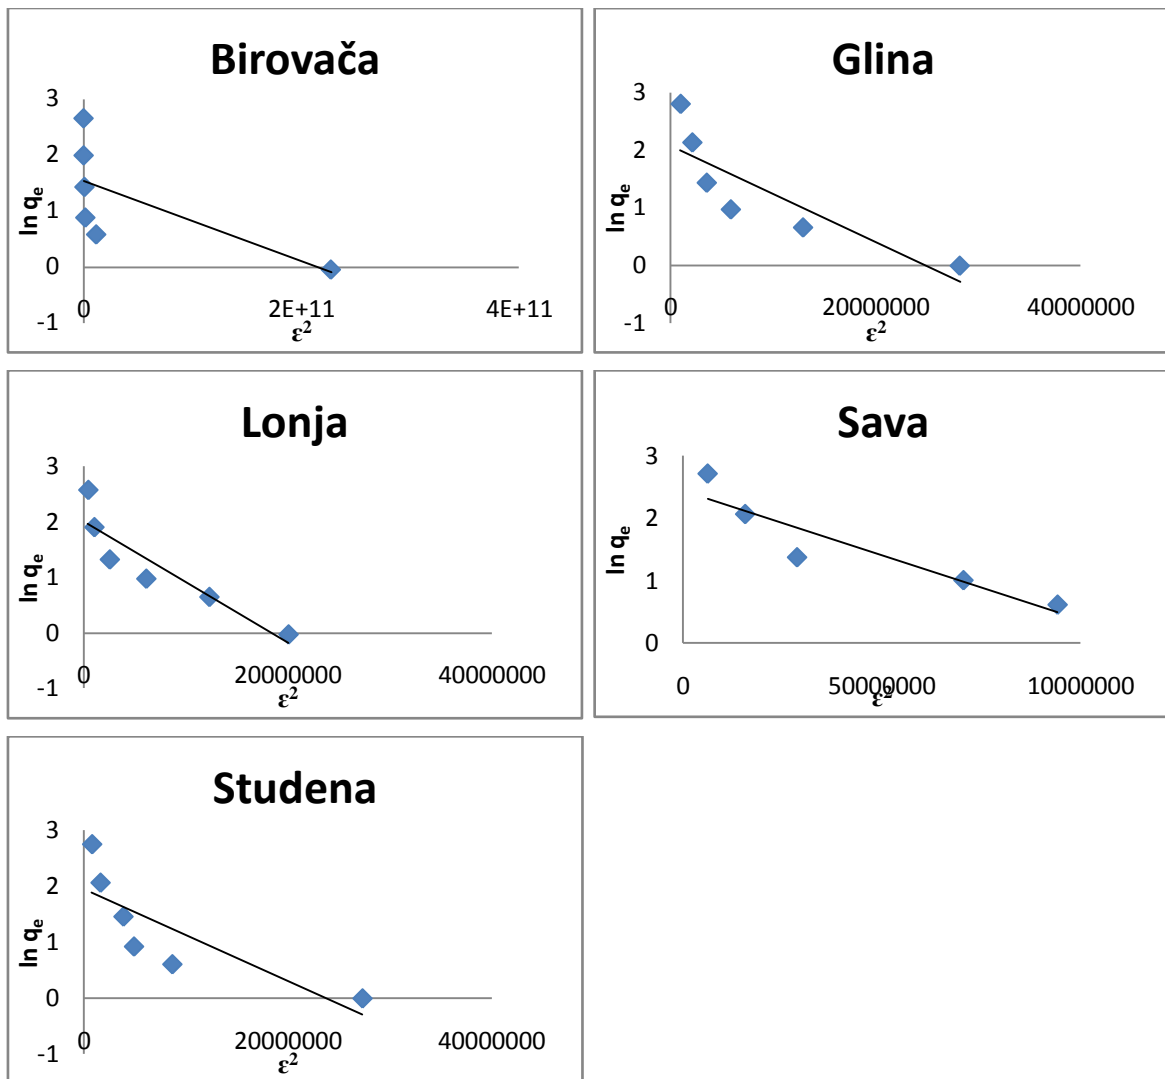 Birovača
3
2
1
0
-1
ln qₑ
0 2E+11 4E+11
ε²
Glina
3
2
1
0
-1
ln qₑ
0 20000000 40000000
ε²
Lonja
3
2
1
0
-1
ln qₑ
0 20000000 40000000
ε²
Sava
3
2
1
0
ln qₑ
0 50000000 10000000
ε²
Studena
3
2
1
0
-1
ln qₑ
0 20000000 40000000
ε²